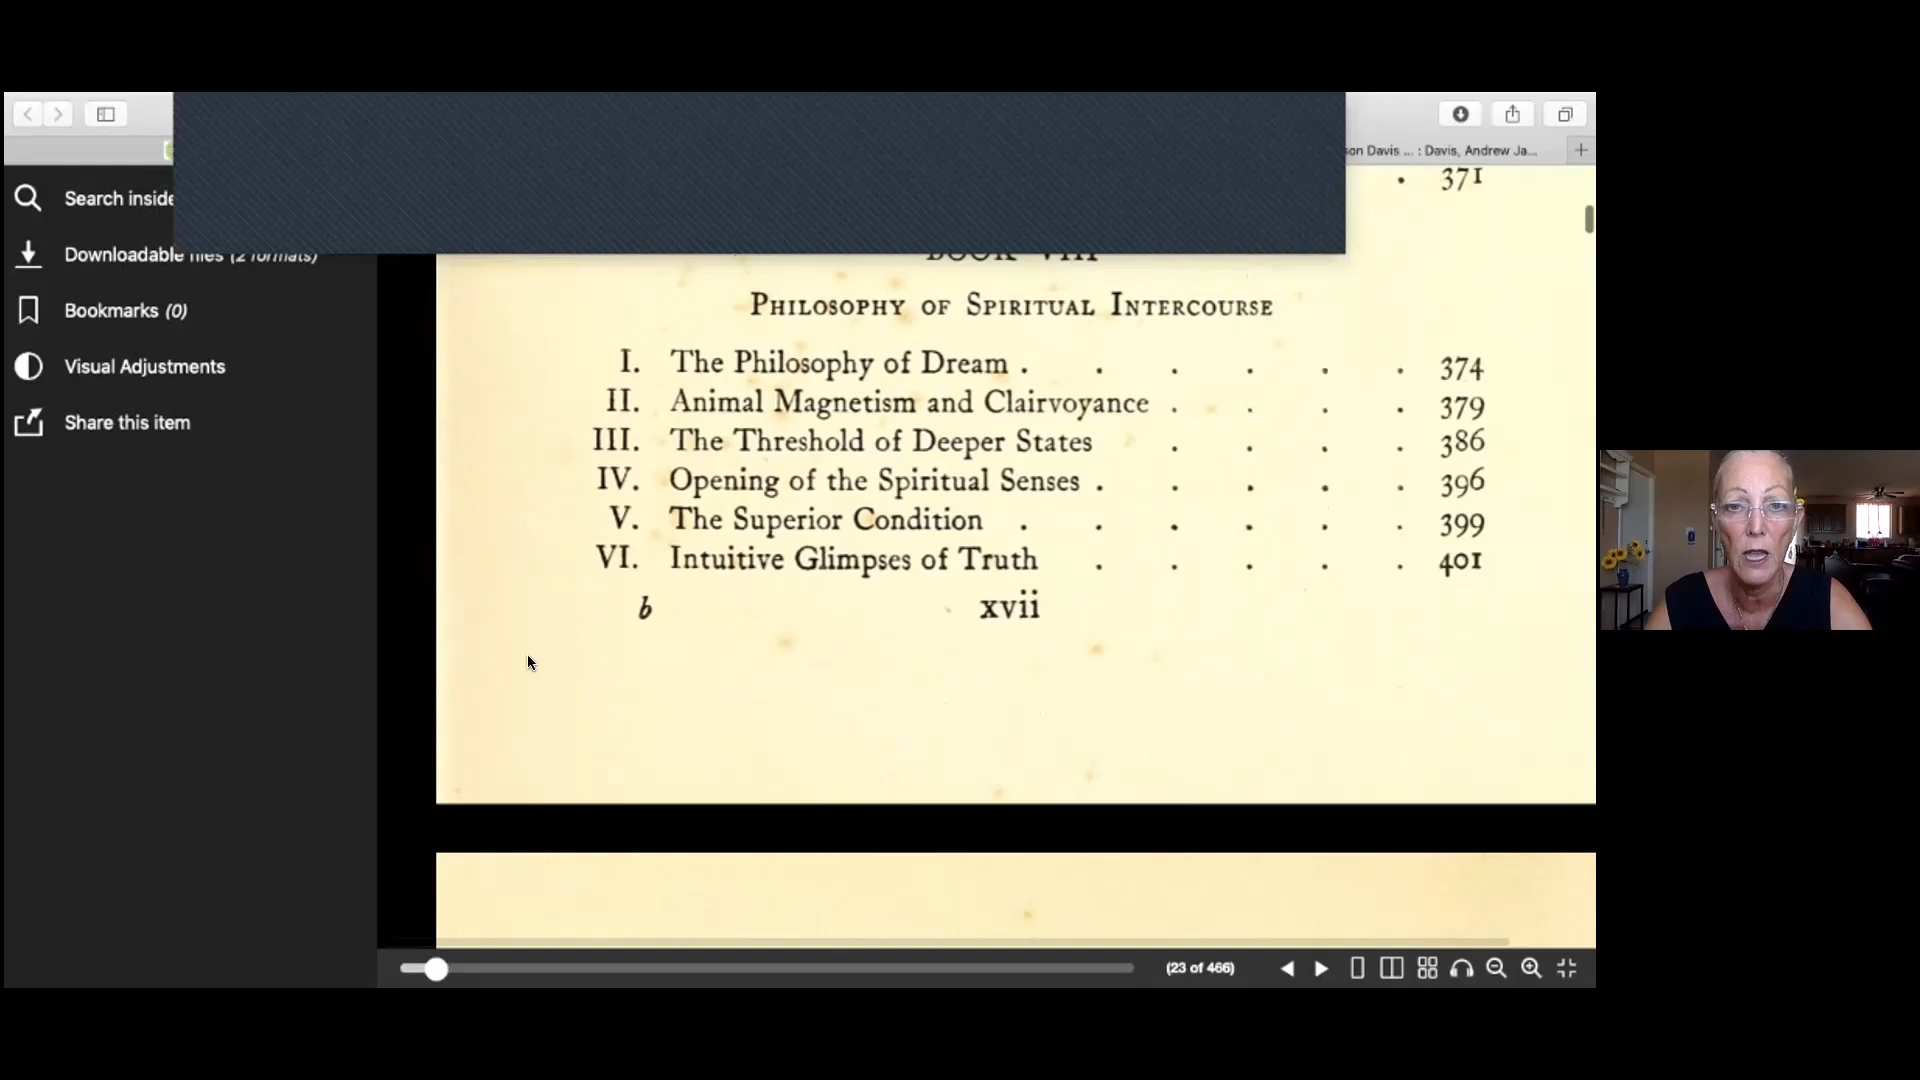 son Davis ... : Davis, Andrew Ja...
Search inside
Downloadable files (2 formats)
Bookmarks (0)
Visual Adjustments
Share this item
. 371
BOOK VIII
Philosophy of Spiritual Intercourse
I. The Philosophy of Dream . . . . . . 374
II. Animal Magnetism and Clairvoyance . . . . 379
III. The Threshold of Deeper States . . . . 386
IV. Opening of the Spiritual Senses . . . . . 396
V. The Superior Condition . . . . . . 399
VI. Intuitive Glimpses of Truth . . . . . 401
b xvii
(23 of 466)